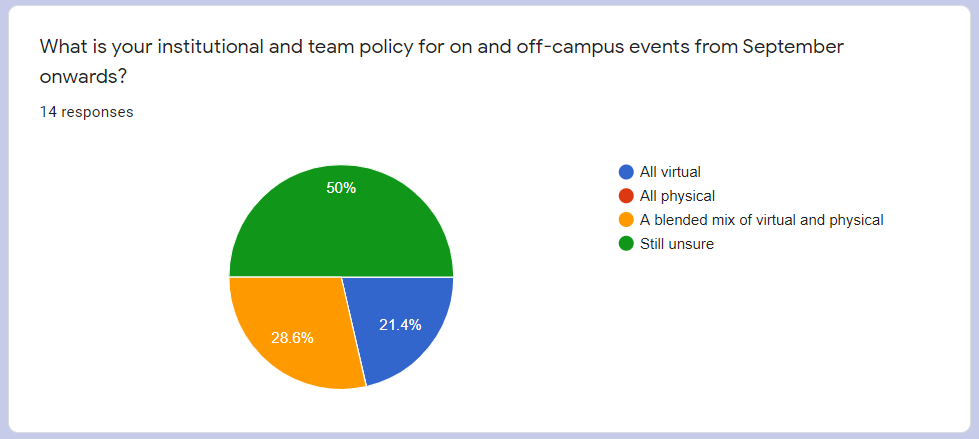 What is your institutional and team policy for on and off-campus events from September
onwards?
14 responses
50%
28.6%
21.4%
All virtual
All physical
A blended mix of virtual and physical
Still unsure